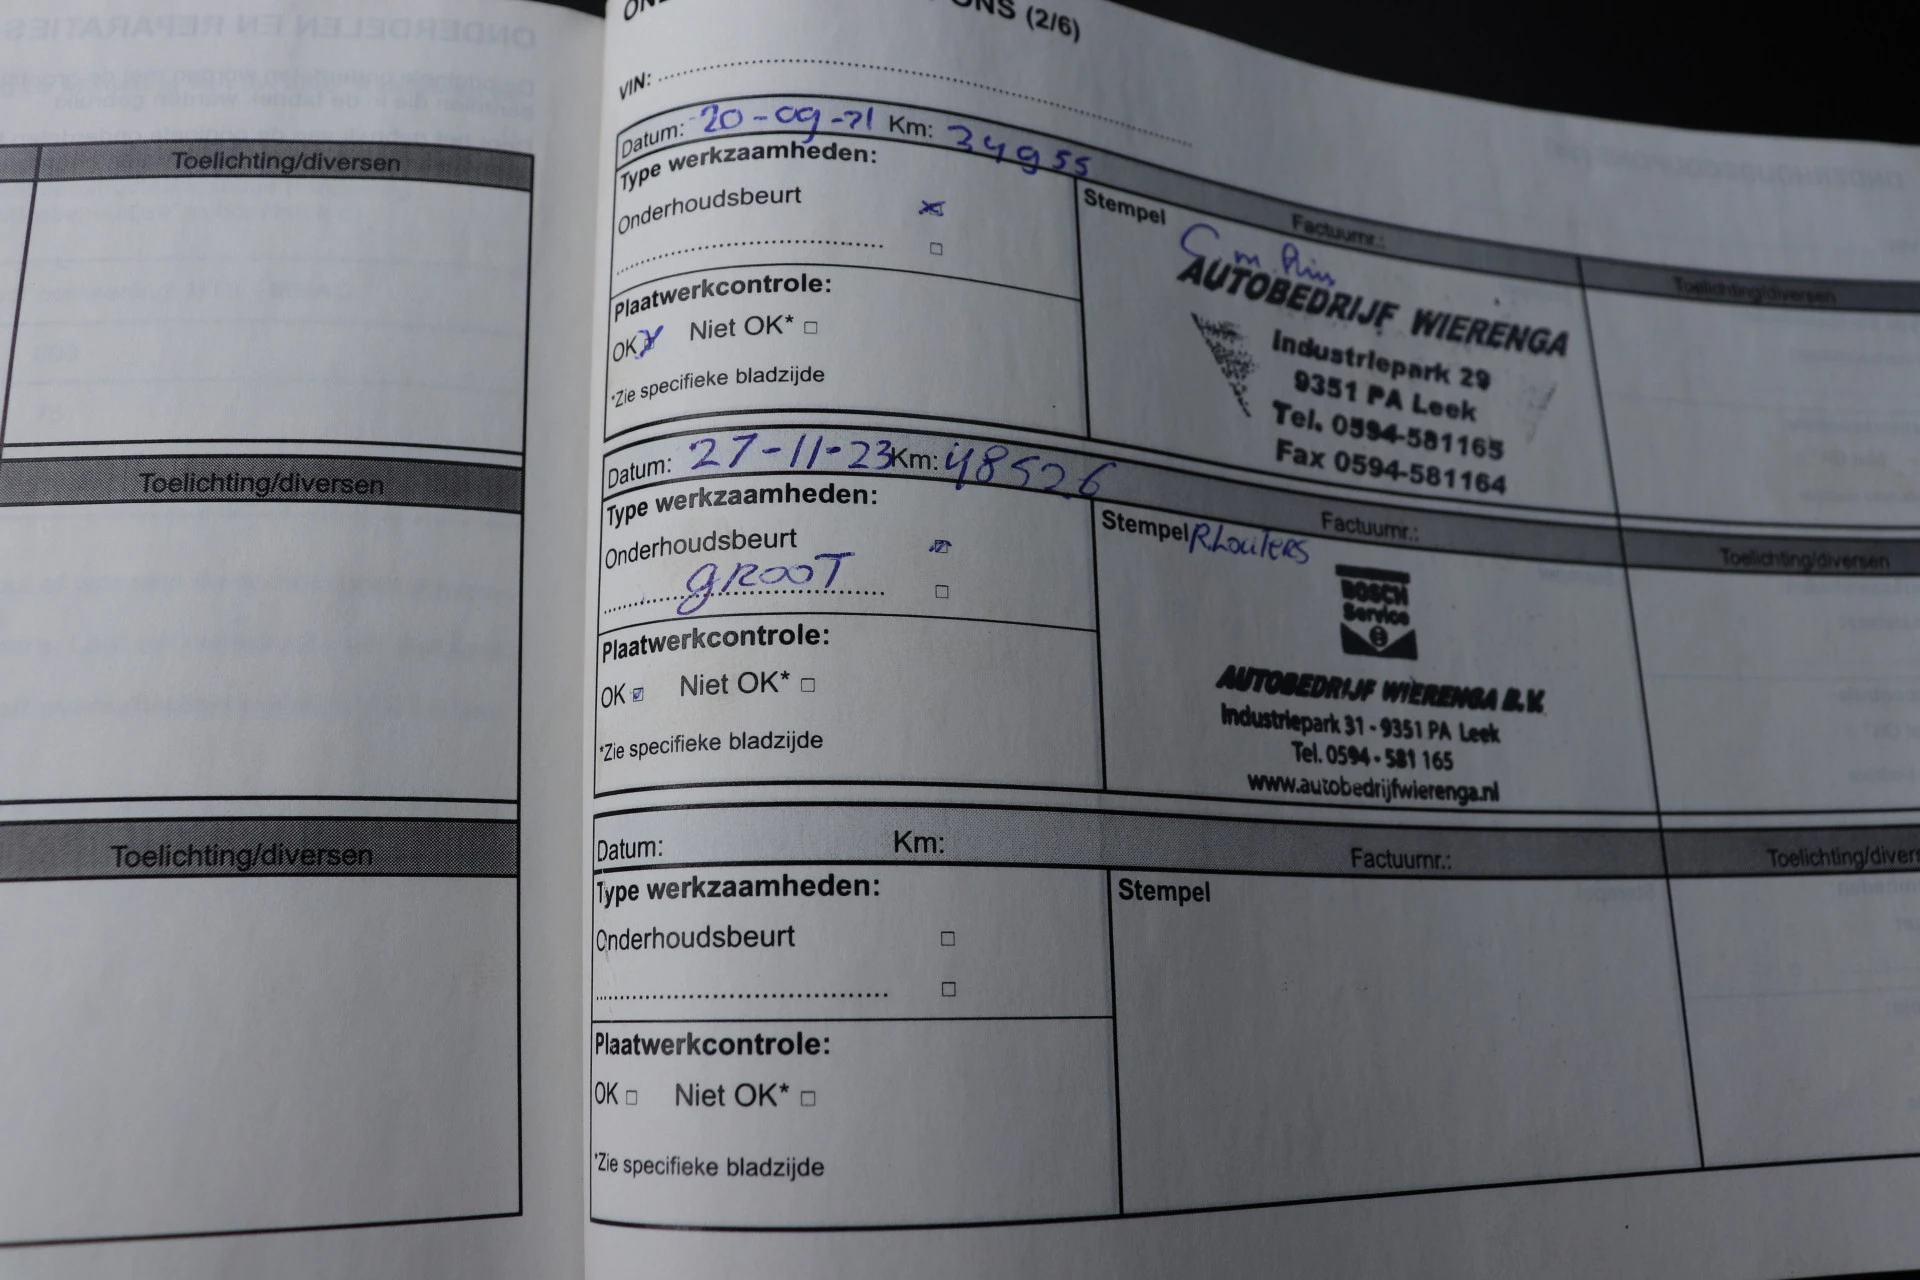 Toelichting/diversen
Toelichting/diversen
Toelichting/diversen
ONS (2/6)
VIN:
Datum: 20-09-21 Km: 34955
Type werkzaamheden:
Onderhoudsbeurt
Plaatwerkcontrole:
OK Niet OK*
*Zie specifieke bladzijde
Stempel Factuurnr.: Toelichting/diversen
AUTOBEDRIJF WIERENGA
Industriepark 29
9351 PA Leek
Tel. 0594-581165
Fax 0594-581164
Datum: 27-11-23 Km: 48526
Type werkzaamheden:
Onderhoudsbeurt
GROOT
Plaatwerkcontrole:
OK Niet OK*
*Zie specifieke bladzijde
Factuurnr.: Toelichting/diversen
Stempel
BOSCH
Service
AUTOBEDRIJF WIERENGA B.V.
Industriepark 31 - 9351 PA Leek
Tel. 0594 - 581 165
www.autobedrijfwierenga.nl
Datum: Km: Factuurnr.: Toelichting/divers
Type werkzaamheden:
Stempel
Onderhoudsbeurt
Plaatwerkcontrole:
OK Niet OK*
*Zie specifieke bladzijde